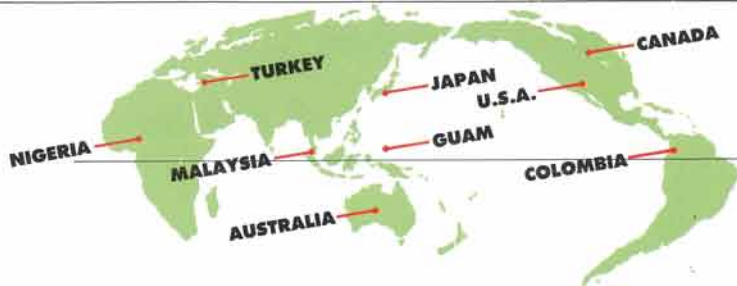 CANADA
TURKEY
JAPAN
U.S.A.
NIGERIA
GUAM
MALAYSIA
COLOMBIA
AUSTRALIA